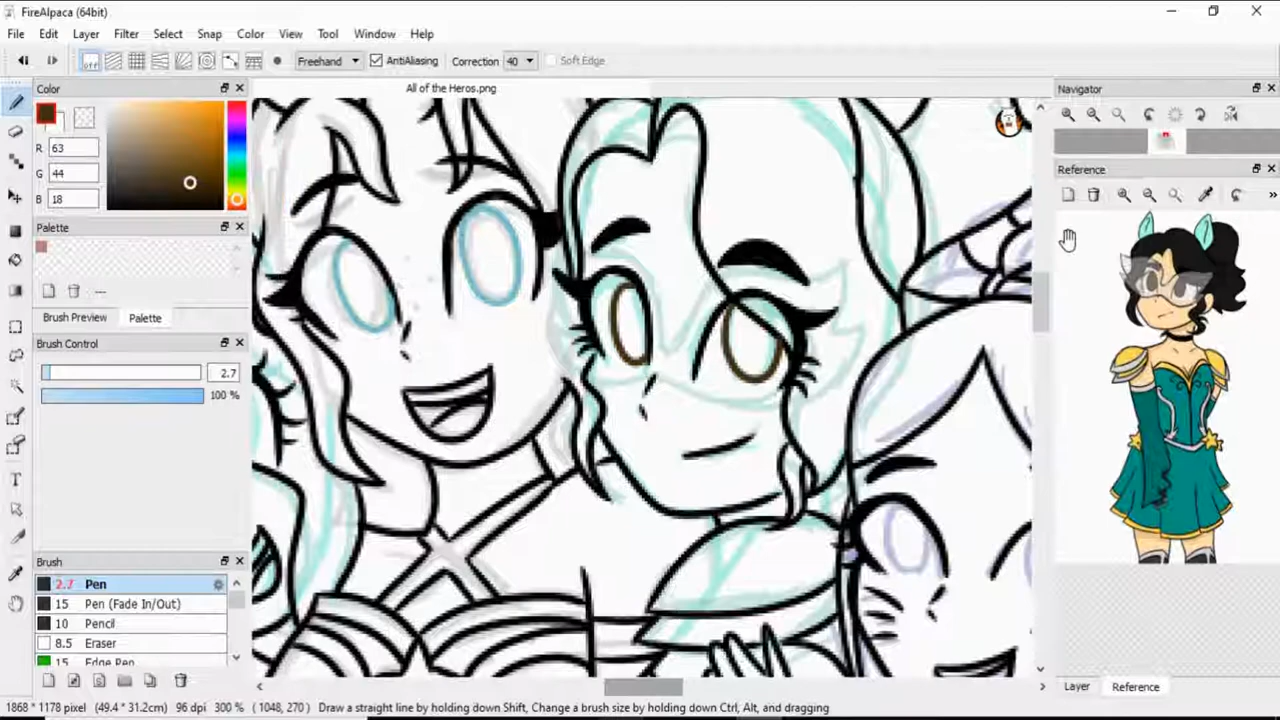 FireAlpaca (64bit)
File Edit Layer Filter Select Snap Color View Tool Window Help
off Freehand AntiAliasing Correction 40 Soft Edge
Color
All of the Heros.png
Navigator
R 63
G 44
B 18
Reference
Palette
Brush Preview Palette
Brush Control
2.7
100 %
Brush
2.7 Pen
15 Pen (Fade In/Out)
10 Pencil
8.5 Eraser
15 Edge Pen
Layer Reference
1868 * 1178 pixel (49.4 * 31.2cm) 96 dpi 300 % ( 1048, 270 ) Draw a straight line by holding down Shift, Change a brush size by holding down Ctrl, Alt, and dragging